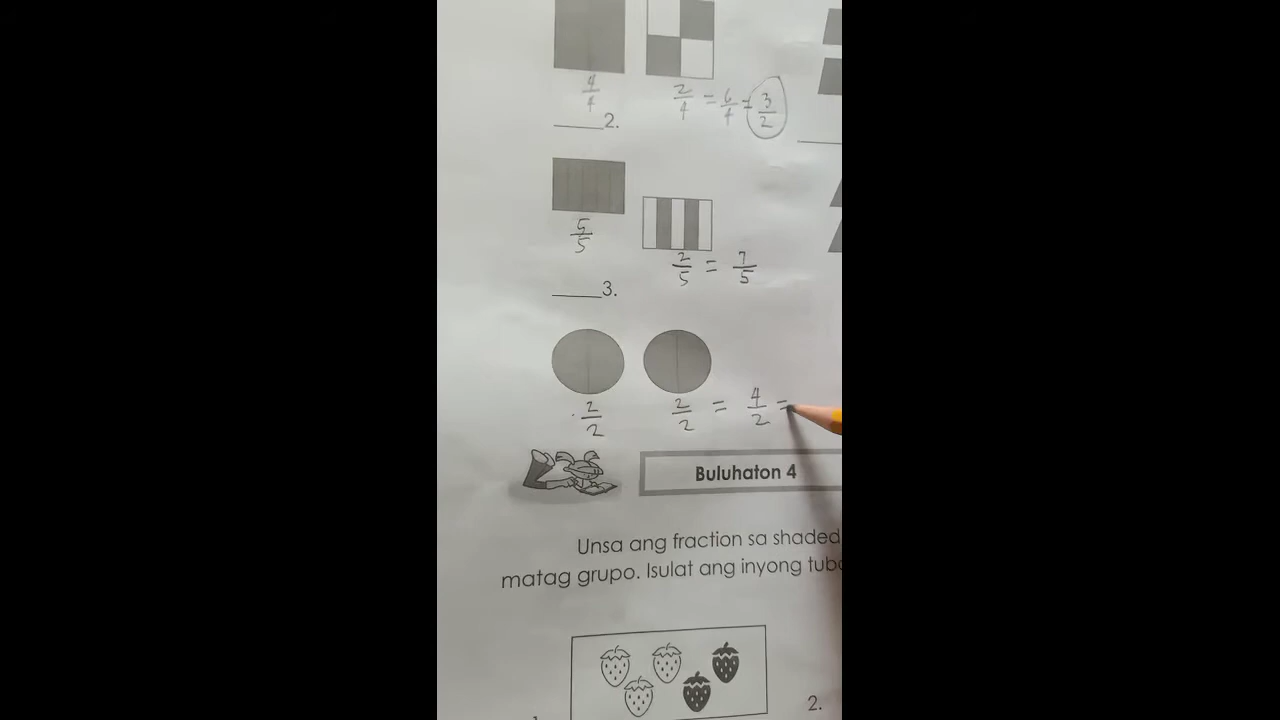 4/4 2/4 = 6/4 = 3/2
____2.
5/5 2/5 = 7/5
____3.
2/2 2/2 = 4/2 =
Buluhaton 4
Unsa ang fraction sa shaded
matag grupo. Isulat ang inyong
2.